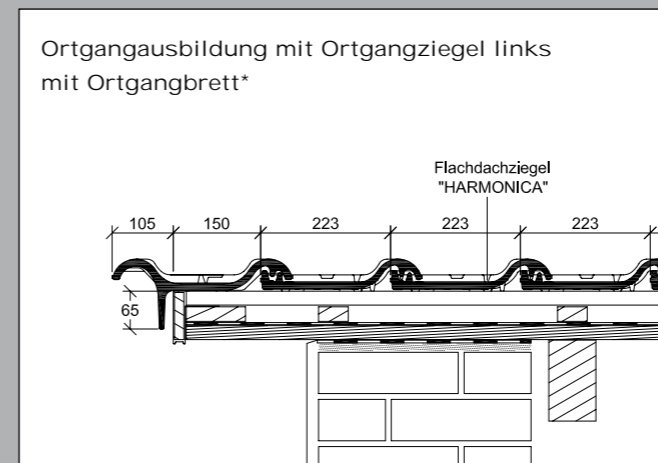 Ortgangausbildung mit Ortgangziegel links
mit Ortgangbrett*
Flachdachziegel
"HARMONICA"
105 150 223 223 223
65